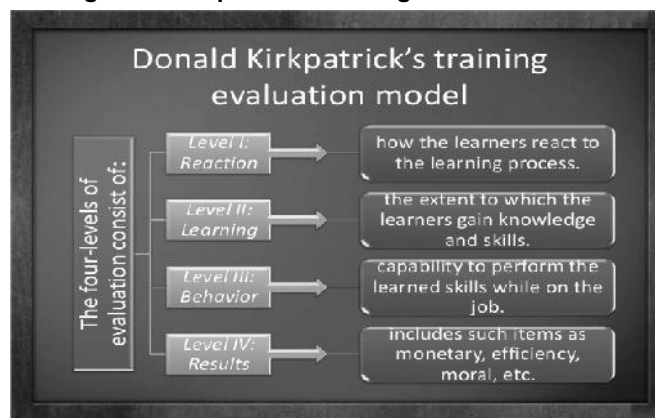 Donald Kirkpatrick's training
evaluation model
The four-levels of
evaluation consist of:
Level I:
Reaction
how the learners react to
the learning process.
Level II:
Learning
the extent to which the
learners gain knowledge
and skills.
Level III:
Behavior
capability to perform the
learned skills while on the
job.
Level IV:
Results
includes such items as
monetary, efficiency,
moral, etc.